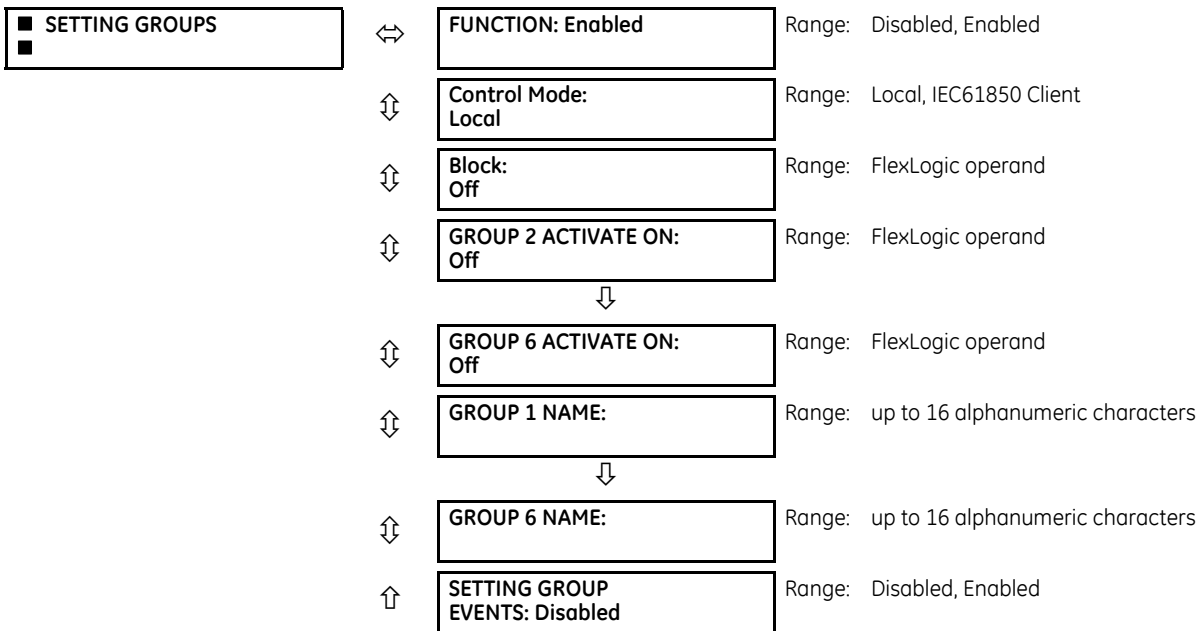 ■ SETTING GROUPS
■
FUNCTION: Enabled
Range: Disabled, Enabled
Control Mode:
Local
Range: Local, IEC61850 Client
Block:
Off
Range: FlexLogic operand
GROUP 2 ACTIVATE ON:
Off
Range: FlexLogic operand
GROUP 6 ACTIVATE ON:
Off
Range: FlexLogic operand
GROUP 1 NAME:
Range: up to 16 alphanumeric characters
GROUP 6 NAME:
Range: up to 16 alphanumeric characters
SETTING GROUP
EVENTS: Disabled
Range: Disabled, Enabled